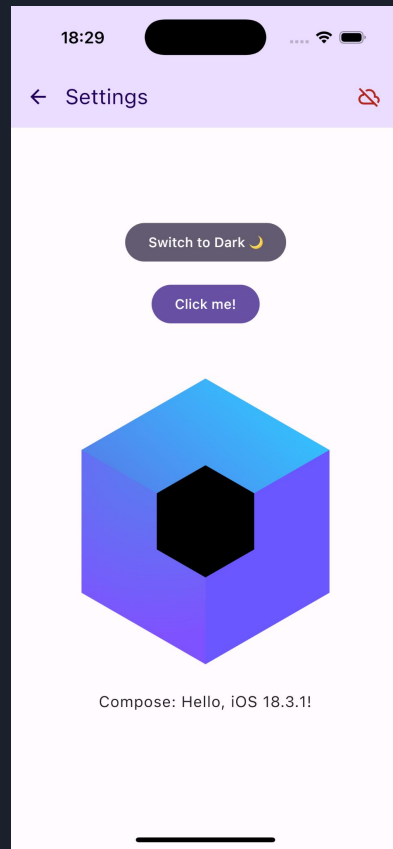 18:29
Settings
Switch to Dark 🌙
Click me!
Compose: Hello, iOS 18.3.1!